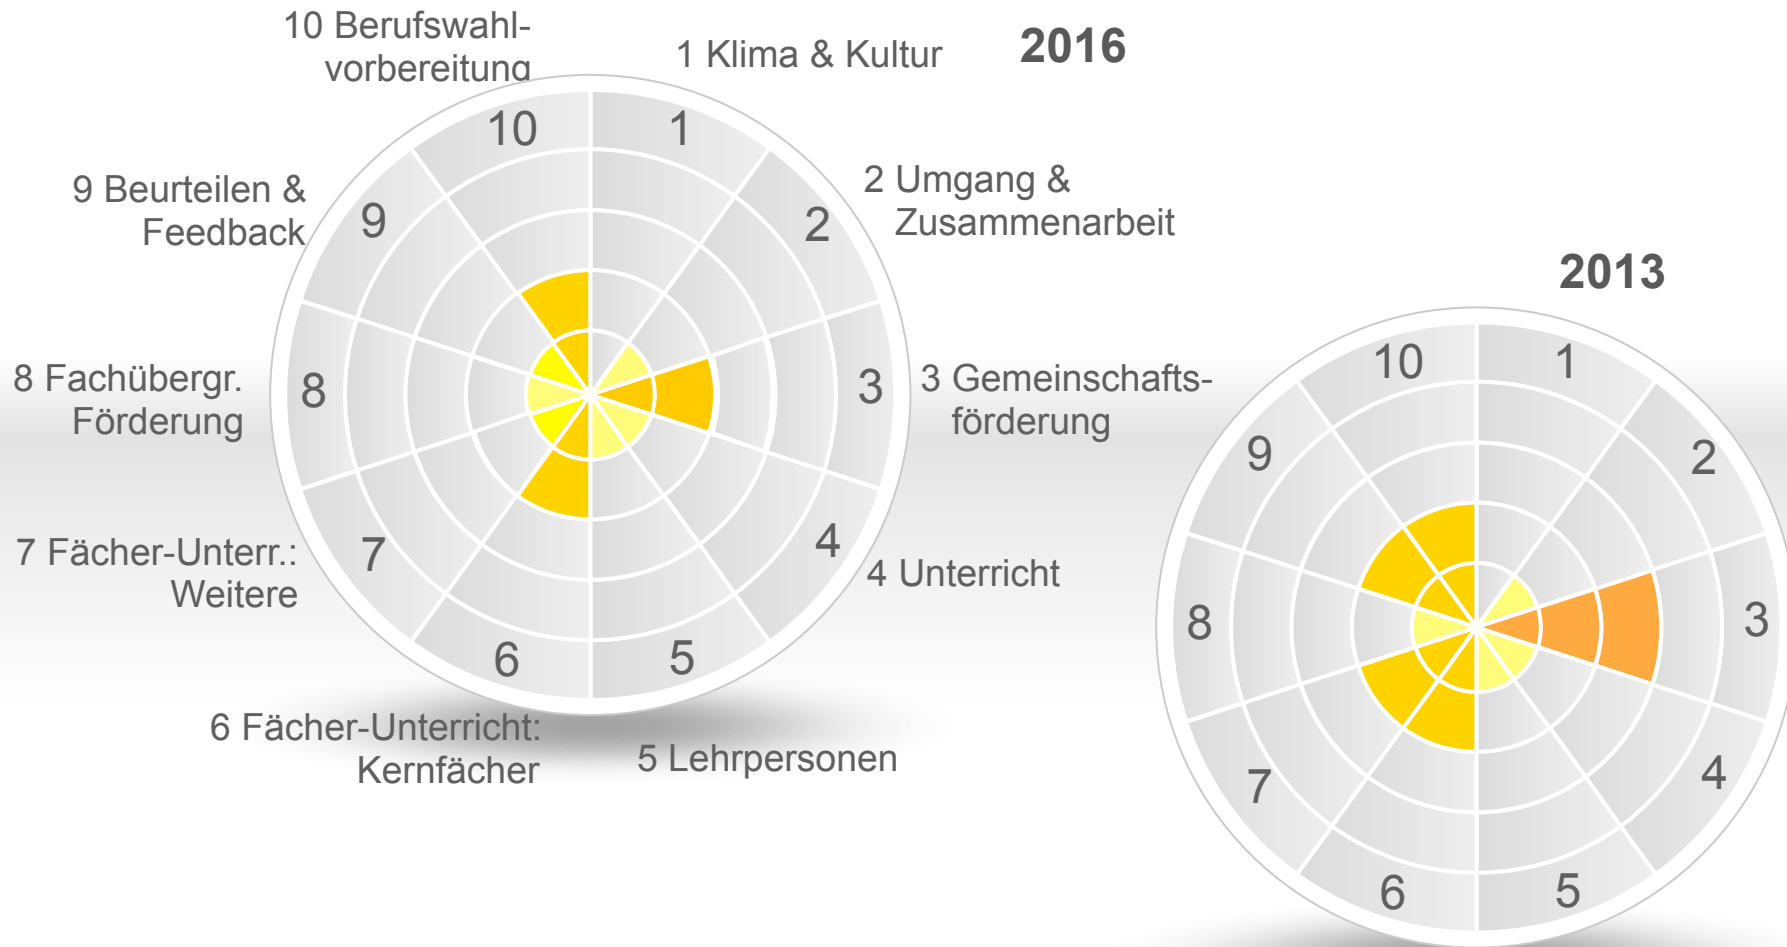 10 Berufswahl-
vorbereitung
1 Klima & Kultur
2016
10
1
9 Beurteilen &
Feedback
2 Umgang &
Zusammenarbeit
9
2
8 Fachübergr.
Förderung
8
3
3 Gemeinschafts-
förderung
7 Fächer-Unterr.:
Weitere
7
4
4 Unterricht
6
5
6 Fächer-Unterricht:
Kernfächer
5 Lehrpersonen
2013
10
1
9
2
8
3
7
4
6
5